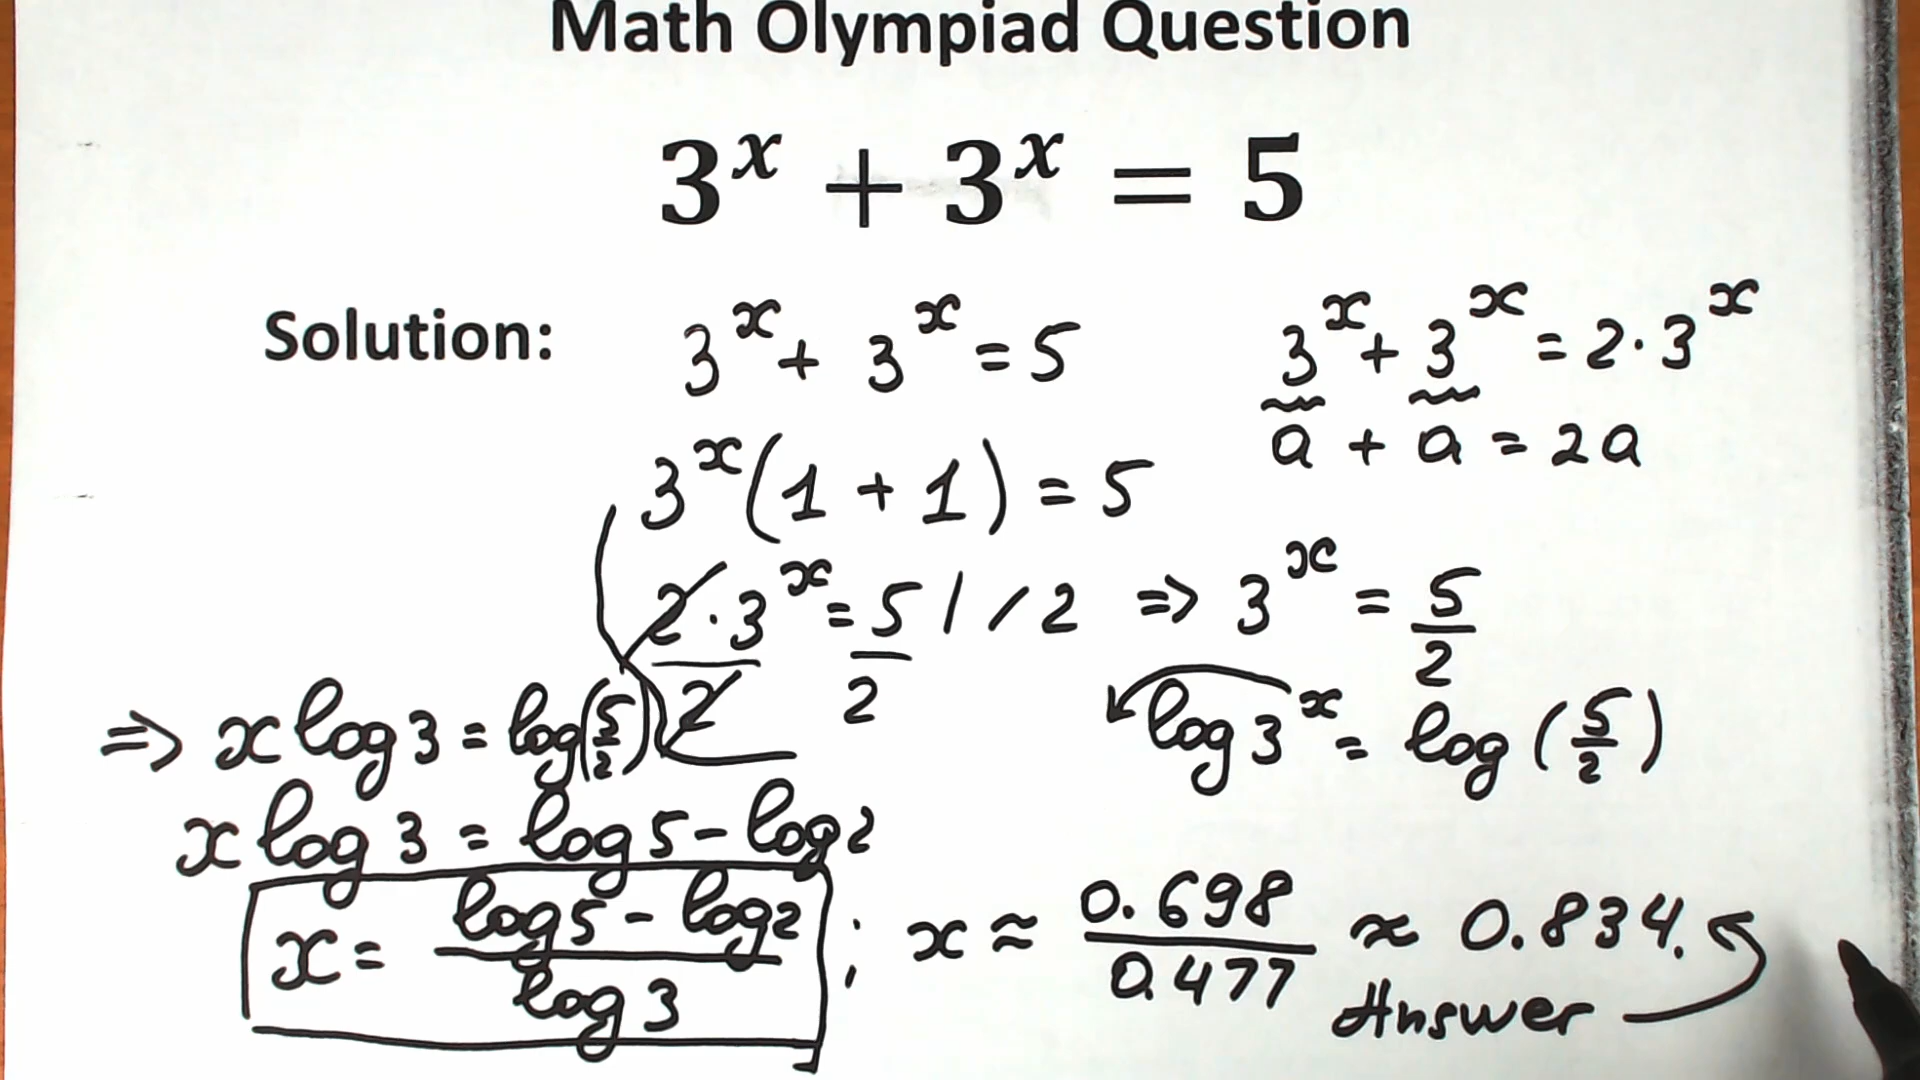 Math Olympiad Question
3^x + 3^x = 5
Solution: 3^x + 3^x = 5
3^x + 3^x = 2·3^x
a + a = 2a
3^x(1 + 1) = 5
2·3^x/2 = 5/2 | /2 => 3^x = 5/2
log 3^x = log(5/2)
=> x log 3 = log(5/2)
x log 3 = log 5 - log 2
x = (log 5 - log 2)/log 3 ; x ≈ 0.698/0.477 ≈ 0.834.
Answer